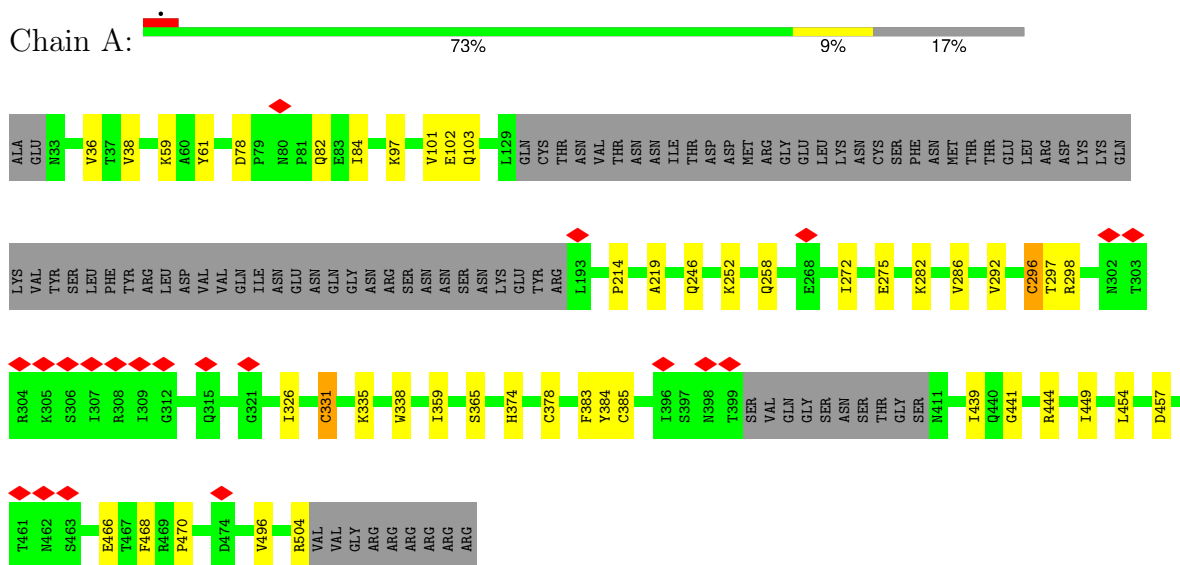 Chain A:
73% 9% 17%
ALA GLU N33 V36 T37 V38 K59 A60 Y61 D78 P79 N80 P81 Q82 E83 I84 K97 V101 E102 Q103 L129 GLN CYS THR ASN VAL THR ASN ASN ILE THR ASP ASP MET ARG GLY GLU LEU LYS ASN CYS SER PHE ASN MET THR THR GLU LEU ARG ASP LYS LYS GLN
LYS VAL TYR SER LEU PHE TYR ARG LEU ASP VAL VAL GLN ILE ASN GLU ASN GLN GLY ASN ARG SER ASN ASN SER ASN LYS GLU TYR ARG L193 P214 A219 Q246 K252 Q258 E268 I272 E275 K282 V286 V292 C296 T297 R298 N302 T303
R304 K305 S306 I307 R308 I309 G312 Q315 G321 I326 C331 K335 W338 I359 S365 H374 C378 F383 Y384 C385 I396 S397 N398 T399 SER VAL GLN GLY SER ASN SER THR GLY SER N411 I439 Q440 G441 R444 I449 L454 D457
T461 N462 S463 E466 T467 F468 R469 P470 D474 V496 R504 VAL VAL GLY ARG ARG ARG ARG ARG ARG